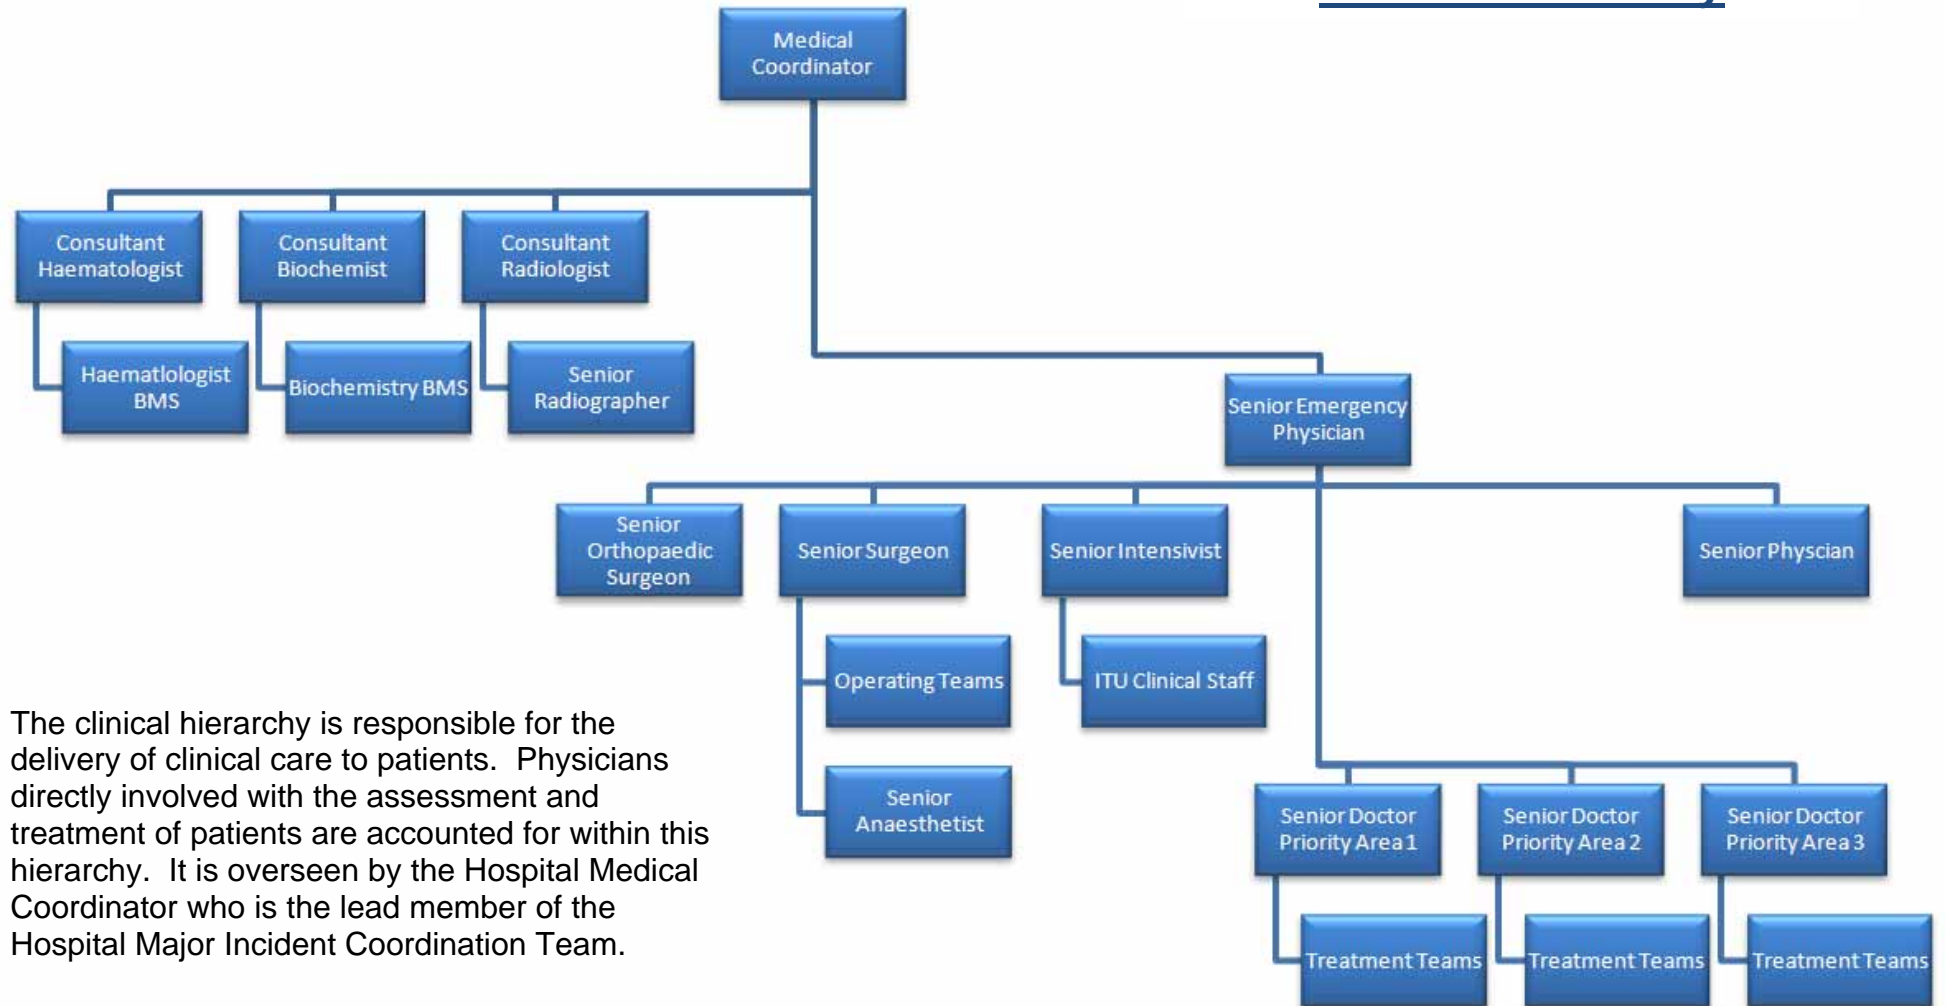 Medical
Coordinator
Consultant
Haematologist
Consultant
Biochemist
Consultant
Radiologist
Haematlologist
BMS
Biochemistry BMS
Senior
Radiographer
Senior Emergency
Physician
Senior
Orthopaedic
Surgeon
Senior Surgeon
Senior Intensivist
Senior Physcian
Operating Teams
ITU Clinical Staff
Senior
Anaesthetist
Senior Doctor
Priority Area 1
Senior Doctor
Priority Area 2
Senior Doctor
Priority Area 3
Treatment Teams
Treatment Teams
Treatment Teams
The clinical hierarchy is responsible for the
delivery of clinical care to patients.  Physicians
directly involved with the assessment and
treatment of patients are accounted for within this
hierarchy.  It is overseen by the Hospital Medical
Coordinator who is the lead member of the
Hospital Major Incident Coordination Team.